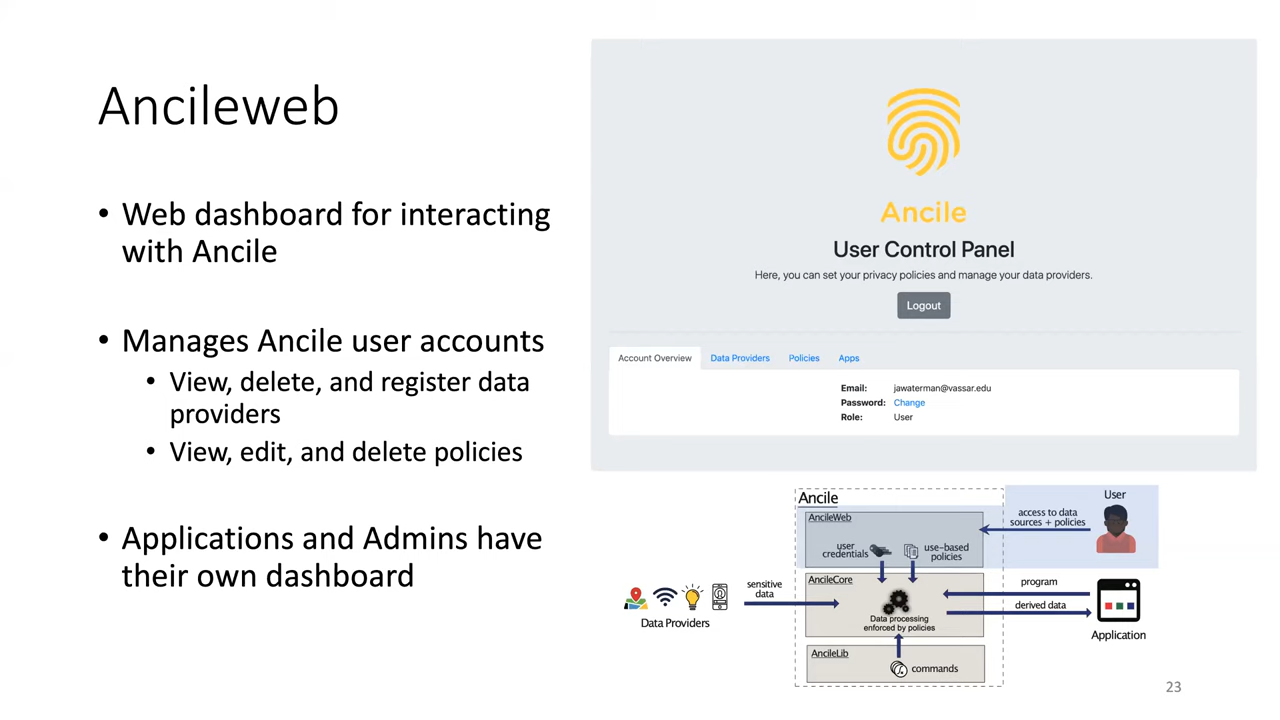 Ancileweb
• Web dashboard for interacting
with Ancile
• Manages Ancile user accounts
• View, delete, and register data
providers
• View, edit, and delete policies
• Applications and Admins have
their own dashboard
Ancile
User Control Panel
Here, you can set your privacy policies and manage your data providers.
Logout
Account Overview Data Providers Policies Apps
Email: jawaterman@vassar.edu
Password: Change
Role: User
Ancile
AncileWeb
user
credentials
use-based
policies
access to data
sources + policies
User
AncileCore
Data processing
enforced by policies
sensitive
data
Data Providers
program
derived data
Application
AncileLib
commands
23